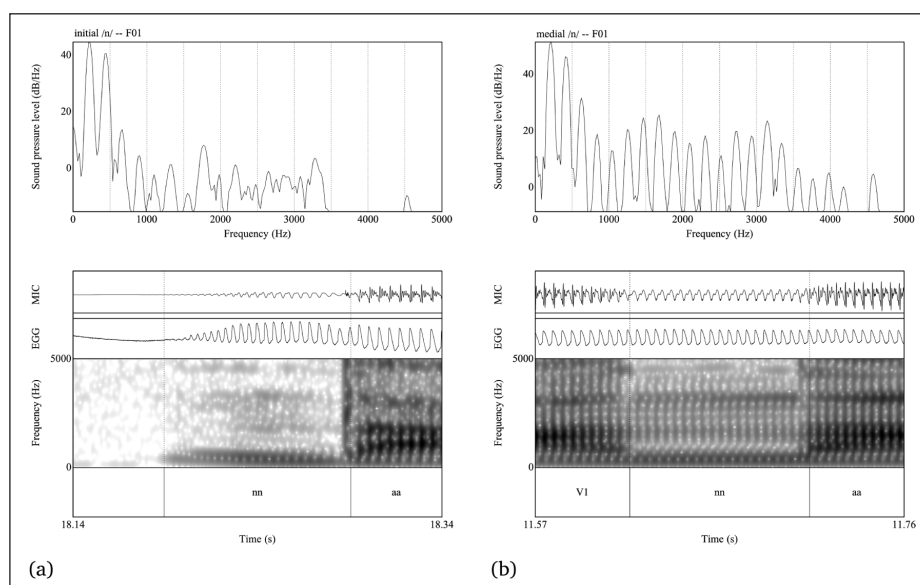 initial /n/ -- F01
Sound pressure level (dB/Hz)
40
20
0
0 1000 2000 3000 4000 5000
Frequency (Hz)
MIC
EGG
5000
Frequency (Hz)
0
nn aa
18.14 18.34
Time (s)
(a)
medial /n/ -- F01
Sound pressure level (dB/Hz)
40
20
0
0 1000 2000 3000 4000 5000
Frequency (Hz)
MIC
EGG
5000
Frequency (Hz)
0
V1 nn aa
11.57 11.76
Time (s)
(b)